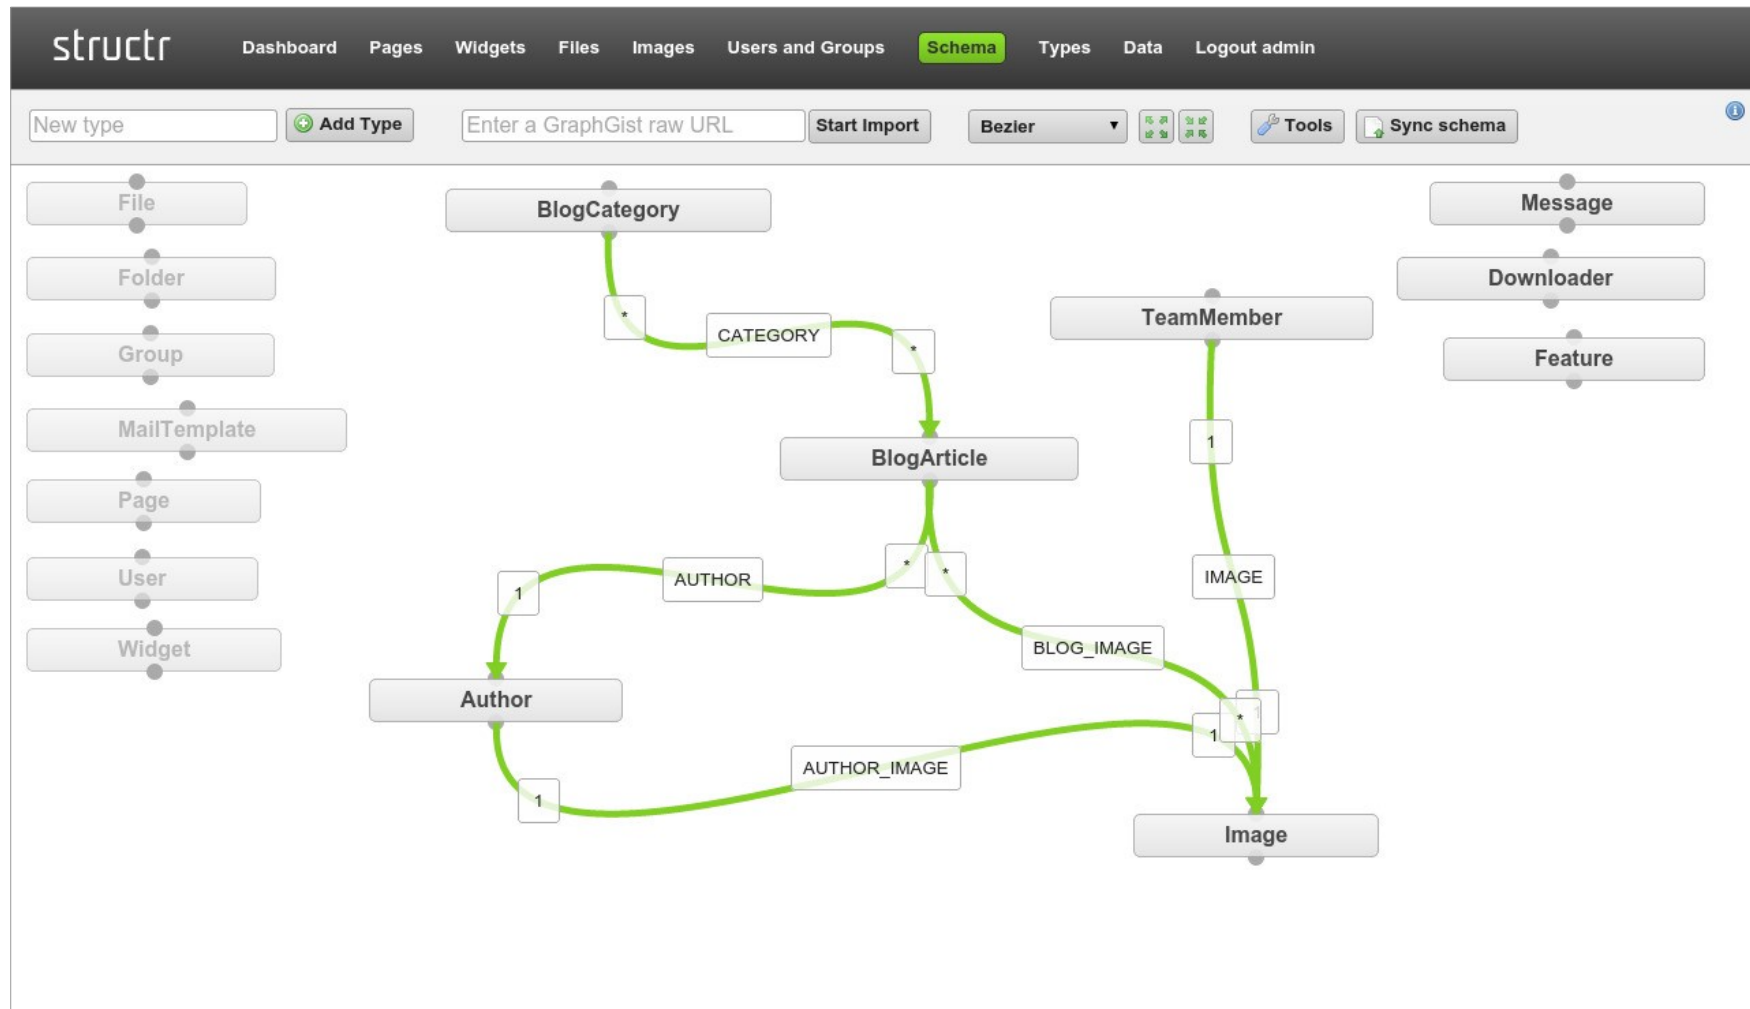 structr
Dashboard Pages Widgets Files Images Users and Groups Schema Types Data Logout admin
New type Add Type Enter a GraphGist raw URL Start Import Bezier Tools Sync schema
File
Folder
Group
MailTemplate
Page
User
Widget
BlogCategory
*
CATEGORY
*
BlogArticle
*
*
AUTHOR
1
Author
1
AUTHOR_IMAGE
1
BLOG_IMAGE
*
TeamMember
1
IMAGE
1
Image
Message
Downloader
Feature